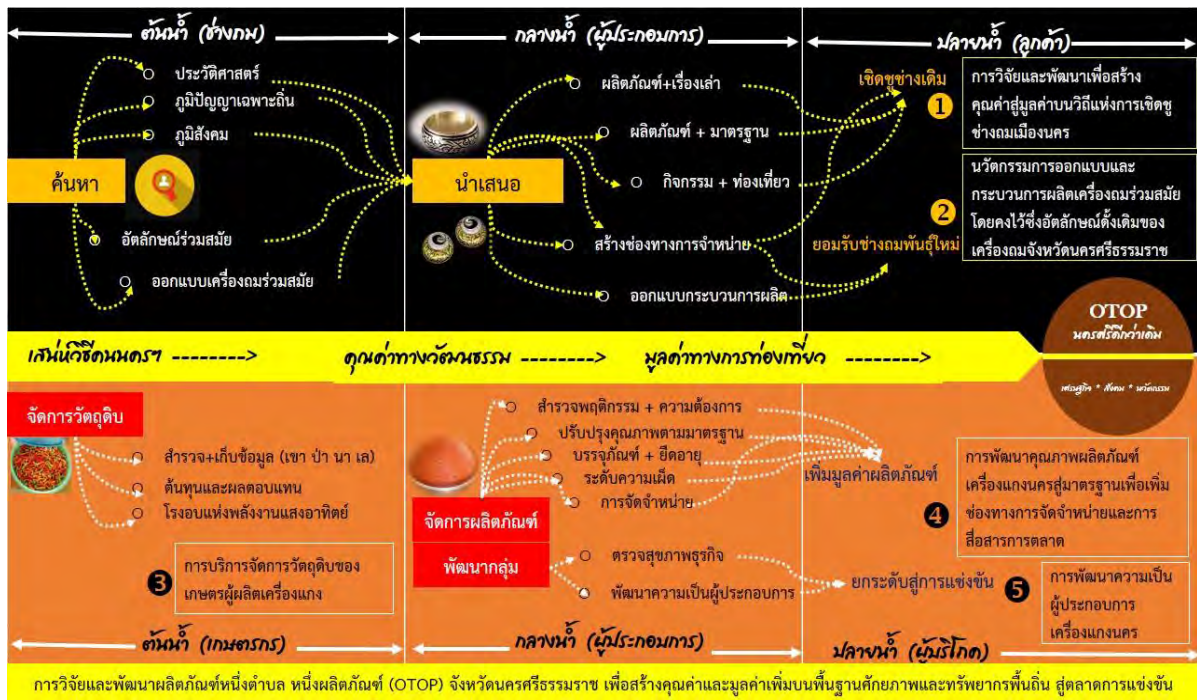 ต้นน้ำ (ช่างถม)
กลางน้ำ (ผู้ประกอบการ)
ปลายน้ำ (ลูกค้า)
ประวัติศาสตร์
ภูมิปัญญาเฉพาะถิ่น
ภูมิสังคม
ค้นหา
อัตลักษณ์ร่วมสมัย
ออกแบบเครื่องถมร่วมสมัย
ผลิตภัณฑ์+เรื่องเล่า
ผลิตภัณฑ์ + มาตรฐาน
กิจกรรม + ท่องเที่ยว
นำเสนอ
สร้างช่องทางการจำหน่าย
ออกแบบกระบวนการผลิต
เชิดชูช่างเดิม
1
การวิจัยและพัฒนาเพื่อสร้าง
คุณค่าสู่มูลค่าบนวิถีแห่งการเชิดชู
ช่างถมเมืองนคร
2
ยอมรับช่างถมพันธุ์ใหม่
นวัตกรรมการออกแบบและ
กระบวนการผลิตเครื่องถมร่วมสมัย
โดยคงไว้ซึ่งอัตลักษณ์ดั้งเดิมของ
เครื่องถมจังหวัดนครศรีธรรมราช
OTOP
นครศรีดีกว่าเดิม
เศรษฐกิจ * สังคม * วัฒนธรรม
เสน่ห์วิถีคนนครฯ -------->
คุณค่าทางวัฒนธรรม -------->
มูลค่าทางการท่องเที่ยว -------->
จัดการวัตถุดิบ
สำรวจ+เก็บข้อมูล (เขา ป่า นา เล)
ต้นทุนและผลตอบแทน
โรงอบแห่งพลังงานแสงอาทิตย์
3
การบริการจัดการวัตถุดิบของ
เกษตรผู้ผลิตเครื่องแกง
สำรวจพฤติกรรม + ความต้องการ
ปรับปรุงคุณภาพตามมาตรฐาน
บรรจุภัณฑ์ + ยืดอายุ
ระดับความเผ็ด
การจัดจำหน่าย
จัดการผลิตภัณฑ์
พัฒนากลุ่ม
ตรวจสุขภาพธุรกิจ
พัฒนาความเป็นผู้ประกอบการ
เพิ่มมูลค่าผลิตภัณฑ์
4
การพัฒนาคุณภาพผลิตภัณฑ์
เครื่องแกงนครสู่มาตรฐานเพื่อเพิ่ม
ช่องทางการจัดจำหน่ายและการ
สื่อสารการตลาด
ยกระดับสู่การแข่งขัน
5
การพัฒนาความเป็น
ผู้ประกอบการ
เครื่องแกงนคร
ต้นน้ำ (เกษตรกร)
กลางน้ำ (ผู้ประกอบการ)
ปลายน้ำ (ผู้บริโภค)
การวิจัยและพัฒนาผลิตภัณฑ์หนึ่งตำบล หนึ่งผลิตภัณฑ์ (OTOP) จังหวัดนครศรีธรรมราช เพื่อสร้างคุณค่าและมูลค่าเพิ่มบนพื้นฐานศักยภาพและทรัพยากรพื้นถิ่น สู่ตลาดการแข่งขัน